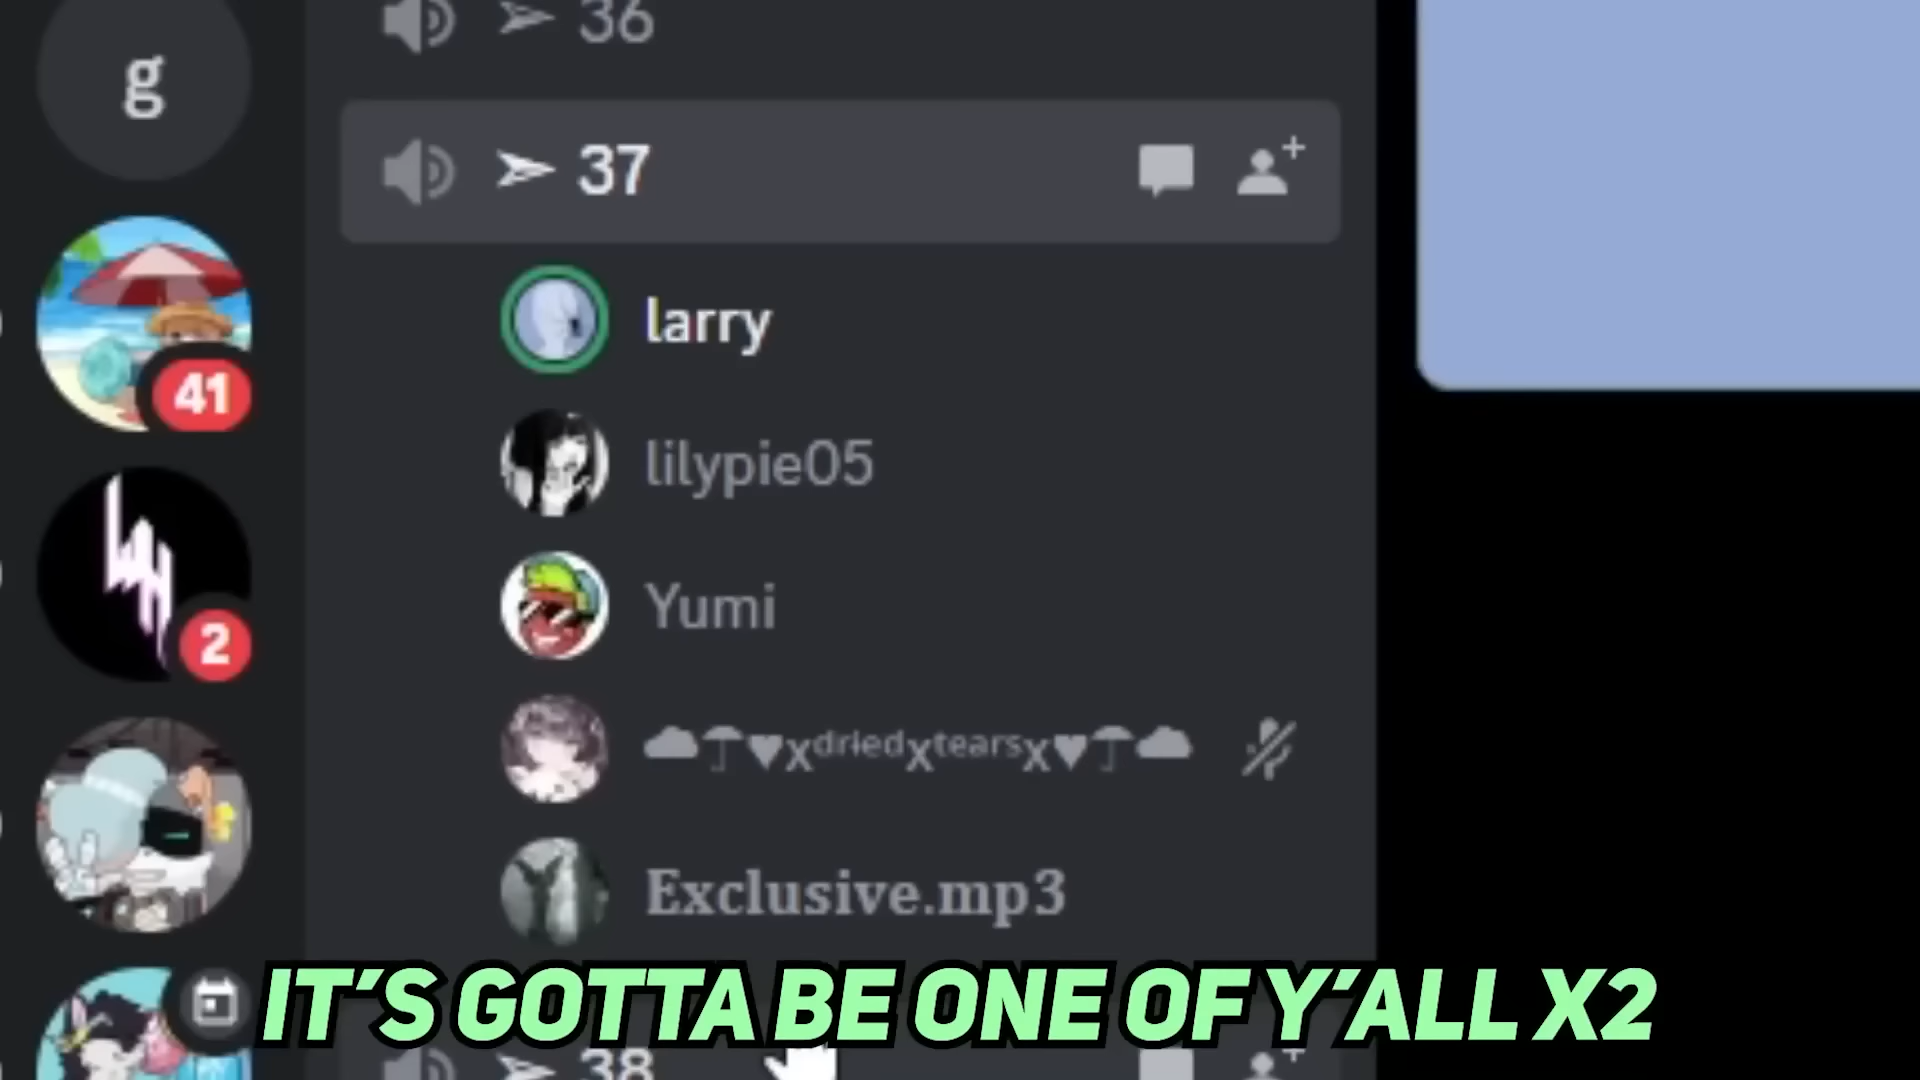 ➢ 36
g
➢ 37
larry
41
lilypie05
Yumi
2
☁☂♥xᵈʳⁱᵉᵈxᵗᵉᵃʳˢx♥☂☁
Exclusive.mp3
IT'S GOTTA BE ONE OF Y'ALL X2
➢ 38